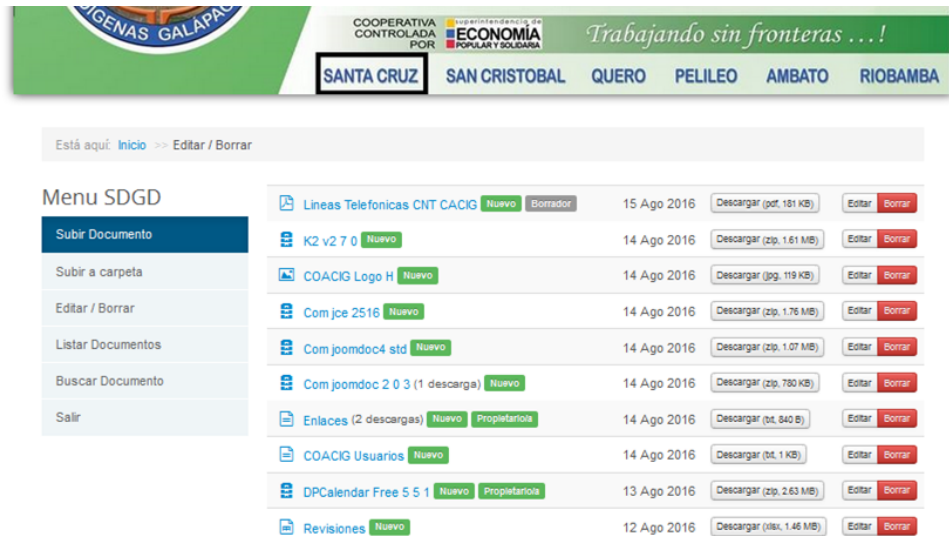 ÍGENAS GALÁPA
COOPERATIVA
CONTROLADA
POR
superintendencia de
ECONOMÍA
POPULAR Y SOLIDARIA
Trabajando sin fronteras ...!
SANTA CRUZ SAN CRISTOBAL QUERO PELILEO AMBATO RIOBAMBA
Está aquí: Inicio >> Editar / Borrar
Menu SDGD
Subir Documento
Subir a carpeta
Editar / Borrar
Listar Documentos
Buscar Documento
Salir
Lineas Telefonicas CNT CACIG Nuevo Borrador 15 Ago 2016 Descargar (pdf, 181 KB) Editar Borrar
K2 v2 7 0 Nuevo 14 Ago 2016 Descargar (zip, 1.61 MB) Editar Borrar
COACIG Logo H Nuevo 14 Ago 2016 Descargar (jpg, 119 KB) Editar Borrar
Com jce 2516 Nuevo 14 Ago 2016 Descargar (zip, 1.76 MB) Editar Borrar
Com joomdoc4 std Nuevo 14 Ago 2016 Descargar (zip, 1.07 MB) Editar Borrar
Com joomdoc 2 0 3 (1 descarga) Nuevo 14 Ago 2016 Descargar (zip, 780 KB) Editar Borrar
Enlaces (2 descargas) Nuevo Propietario/a 14 Ago 2016 Descargar (txt, 840 B) Editar Borrar
COACIG Usuarios Nuevo 14 Ago 2016 Descargar (txt, 1 KB) Editar Borrar
DPCalendar Free 5 5 1 Nuevo Propietario/a 13 Ago 2016 Descargar (zip, 2.63 MB) Editar Borrar
Revisiones Nuevo 12 Ago 2016 Descargar (xlsx, 1.46 MB) Editar Borrar